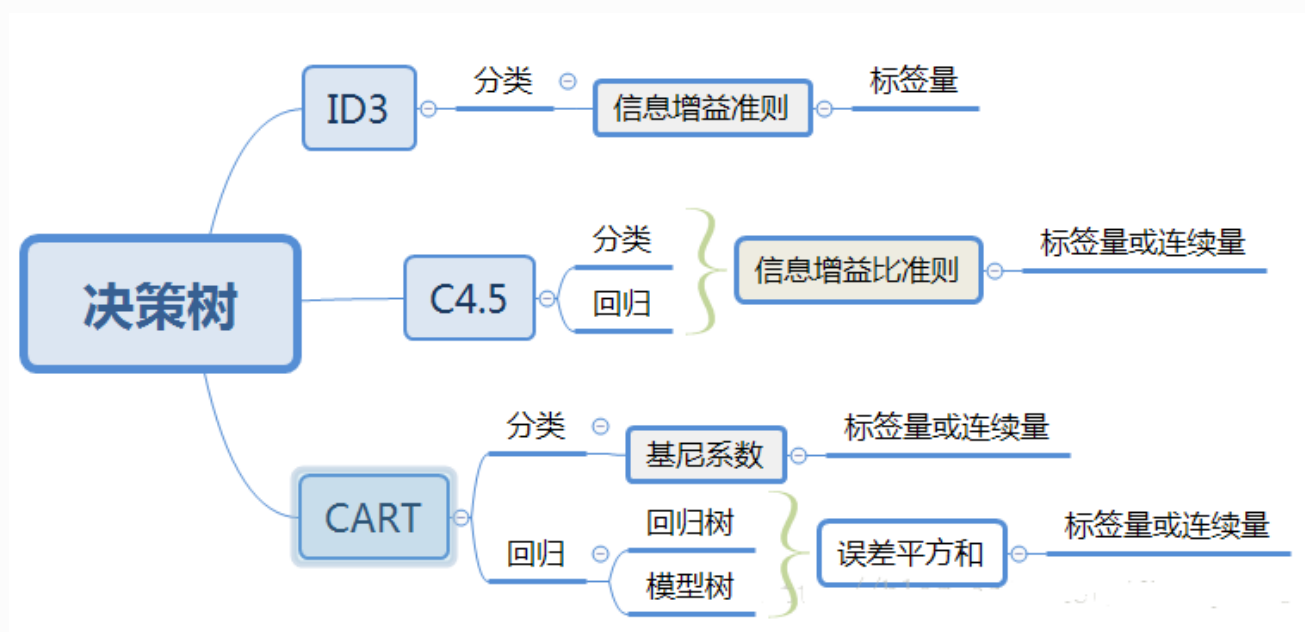 决策树
ID3
分类
信息增益准则
标签量
C4.5
分类
回归
信息增益比准则
标签量或连续量
CART
分类
基尼系数
标签量或连续量
回归
回归树
模型树
误差平方和
标签量或连续量